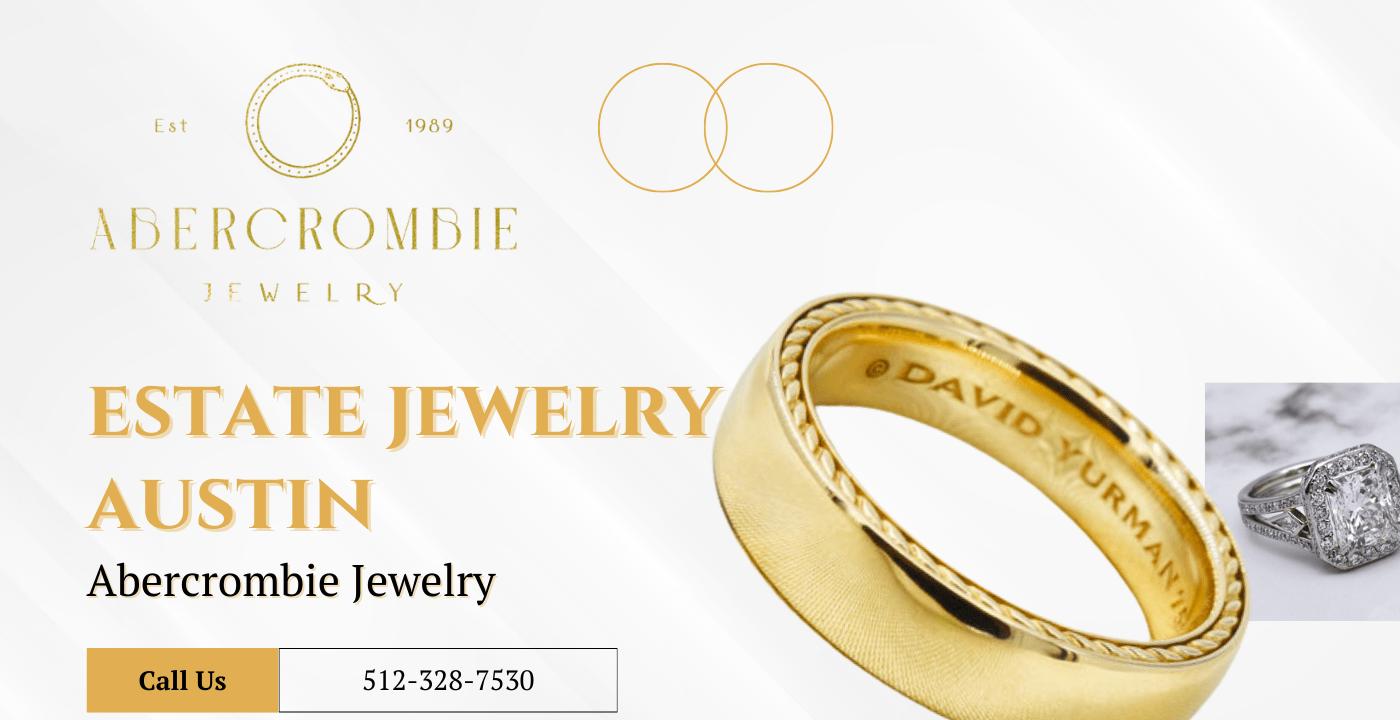 Est 1989
ABERCROMBIE
JEWELRY
ESTATE JEWELRY
AUSTIN
Abercrombie Jewelry
Call Us 512-328-7530
© DAVID YURMAN